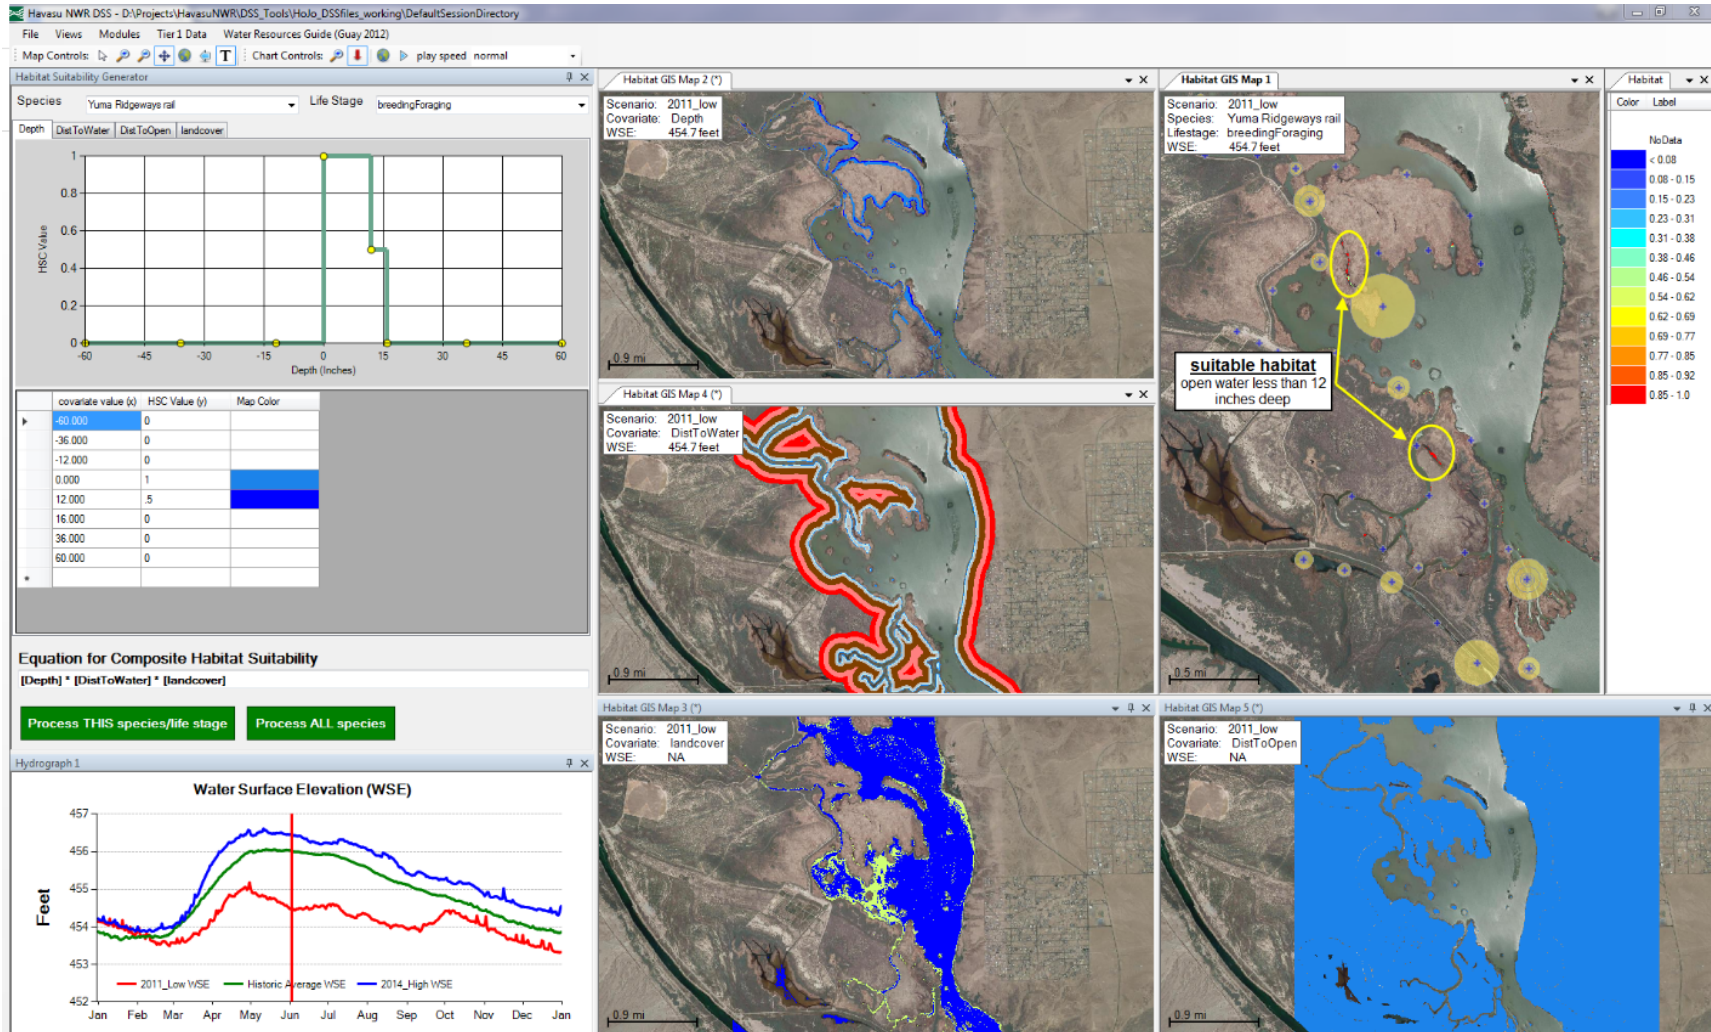 Havasu NWR DSS - D:\Projects\HavasuNWR\DSS_Tools\HoJo_DSSfiles_working\DefaultSessionDirectory
File Views Modules Tier 1 Data Water Resources Guide (Guay 2012)
Map Controls: T Chart Controls: play speed normal
Habitat Suitability Generator
Species Yuma Ridgeways rail Life Stage breedingForaging
Depth DistToWater DistToOpen landcover
1
0.8
0.6
0.4
0.2
0
HSC Value
-60 -45 -30 -15 0 15 30 45 60
Depth (Inches)
covariate value (x) HSC Value (y) Map Color
-60.000 0
-36.000 0
-12.000 0
0.000 1
12.000 .5
16.000 0
36.000 0
60.000 0
Equation for Composite Habitat Suitability
[Depth] * [DistToWater] * [landcover]
Process THIS species/life stage Process ALL species
Hydrograph 1
Water Surface Elevation (WSE)
457
456
455
454
453
452
Feet
2011_Low WSE Historic Average WSE 2014_High WSE
Jan Feb Mar Apr May Jun Jul Aug Sep Oct Nov Dec Jan
Habitat GIS Map 2 (*)
Scenario: 2011_low
Covariate: Depth
WSE: 454.7 feet
0.9 mi
Habitat GIS Map 4 (*)
Scenario: 2011_low
Covariate: DistToWater
WSE: 454.7 feet
0.9 mi
Habitat GIS Map 3 (*)
Scenario: 2011_low
Covariate: landcover
WSE: NA
0.9 mi
Habitat GIS Map 1
Scenario: 2011_low
Species: Yuma Ridgeways rail
Lifestage: breedingForaging
WSE: 454.7 feet
suitable habitat
open water less than 12
inches deep
0.5 mi
Habitat GIS Map 5 (*)
Scenario: 2011_low
Covariate: DistToOpen
WSE: NA
0.9 mi
Habitat
Color Label
NoData
< 0.08
0.08 - 0.15
0.15 - 0.23
0.23 - 0.31
0.31 - 0.38
0.38 - 0.46
0.46 - 0.54
0.54 - 0.62
0.62 - 0.69
0.69 - 0.77
0.77 - 0.85
0.85 - 0.92
0.85 - 1.0